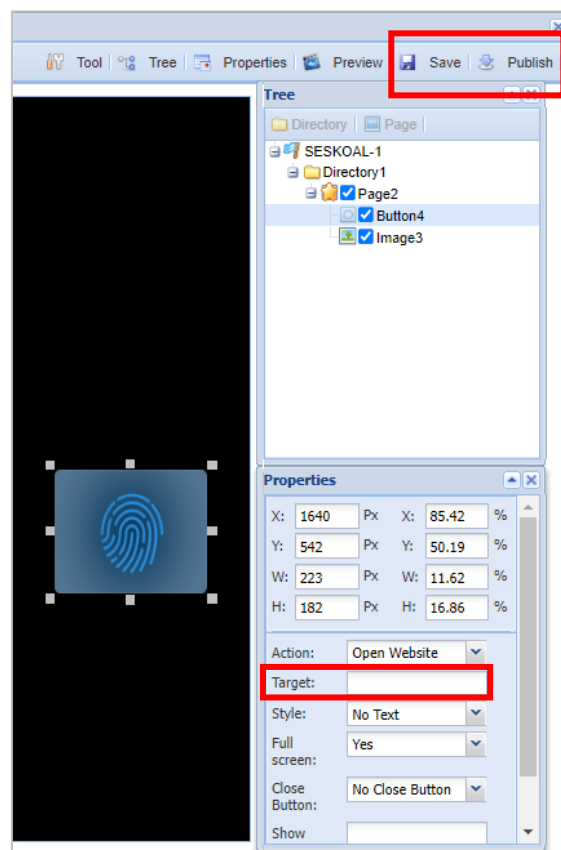 Tool Tree Properties Preview Save Publish
Tree
Directory Page
SESKOAL-1
Directory1
Page2
Button4
Image3
Properties
X: 1640 Px X: 85.42 %
Y: 542 Px Y: 50.19 %
W: 223 Px W: 11.62 %
H: 182 Px H: 16.86 %
Action: Open Website
Target:
Style: No Text
Full screen: Yes
Close Button: No Close Button
Show